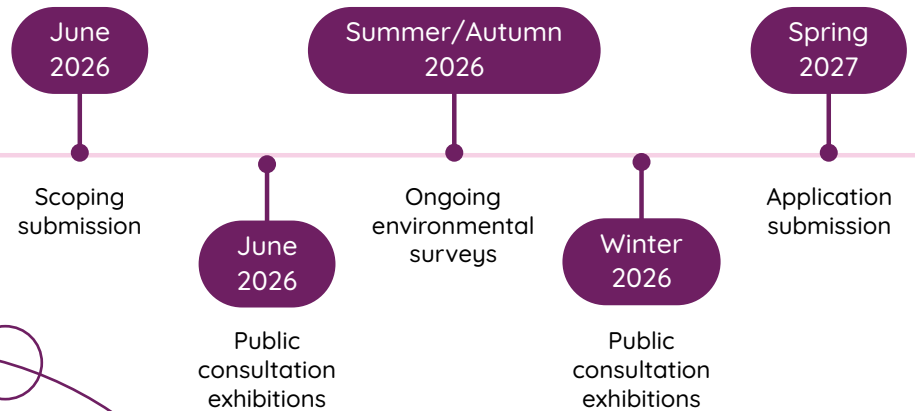 June
2026
Scoping
submission
June
2026
Public
consultation
exhibitions
Summer/Autumn
2026
Ongoing
environmental
surveys
Winter
2026
Public
consultation
exhibitions
Spring
2027
Application
submission